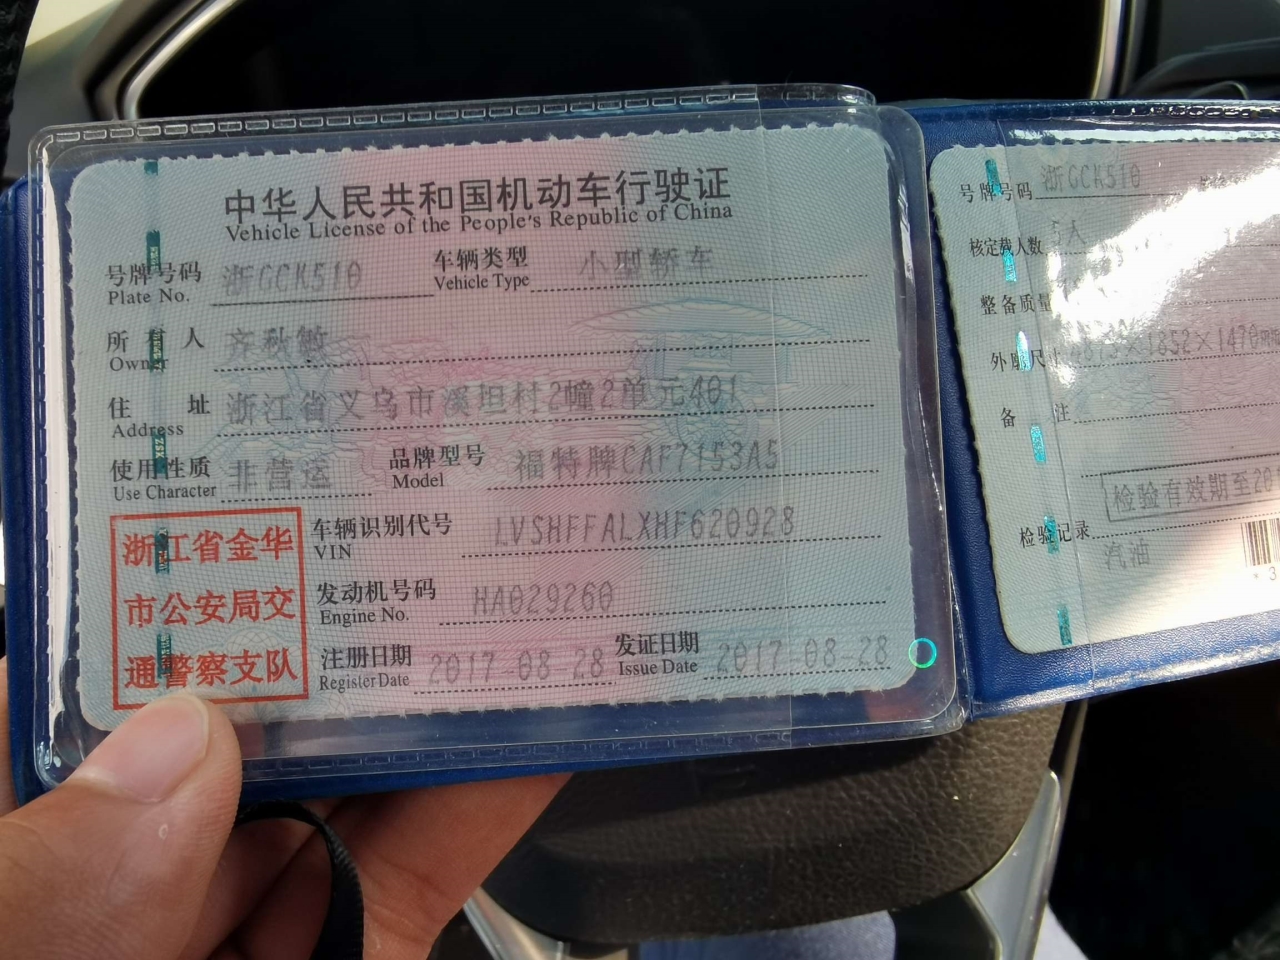 中华人民共和国机动车行驶证
Vehicle License of the People's Republic of China
号牌号码 浙GCK510 车辆类型 小型轿车
Plate No. Vehicle Type
所有人 齐秋敏
Owner
住址 浙江省义乌市溪坦村2幢2单元401
Address
使用性质 非营运 品牌型号 福特牌CAF7153A5
Use Character Model
浙江省金华
市公安局交
通警察支队
车辆识别代号 LVSHFFALXHF620928
VIN
发动机号码 HA029260
Engine No.
注册日期 2017-08-28 发证日期 2017-08-28
Register Date Issue Date
号牌号码 浙GCK510
核定载人数 5人
整备质量
外廓尺寸 ×1852×1470mm
备注
检验有效期至20
检验记录
汽油